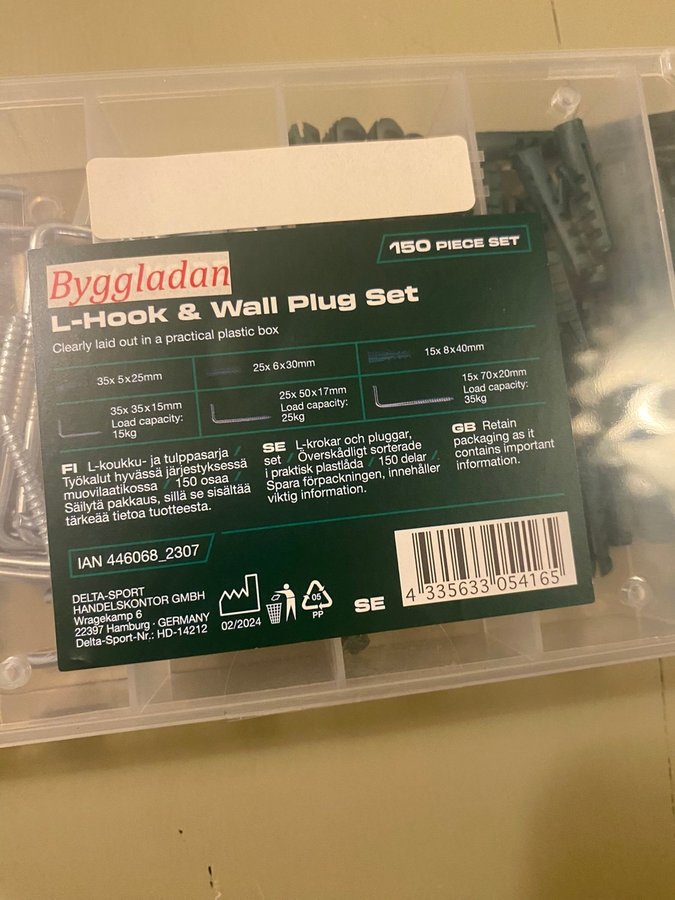 150 PIECE SET
Byggladan
L-Hook & Wall Plug Set
Clearly laid out in a practical plastic box
35x 5x25mm
25x 6x30mm
15x 8x40mm
35x 35x15mm
Load capacity:
15kg
25x 50x17mm
Load capacity:
25kg
15x 70x20mm
Load capacity:
35kg
FI L-koukku- ja tulppasarja /
Työkalut hyvässä järjestyksessä
muovilaatikossa / 150 osaa /
Säilytä pakkaus, sillä se sisältää
tärkeää tietoa tuotteesta.
SE L-krokar och pluggar,
set / Överskådligt sorterade
i praktisk plastlåda / 150 delar /
Spara förpackningen, innehåller
viktig information.
GB Retain
packaging as it
contains important
information.
IAN 446068_2307
DELTA-SPORT
HANDELSKONTOR GMBH
Wragekamp 6
22397 Hamburg · GERMANY
Delta-Sport-Nr.: HD-14212
02/2024
05
PP
SE
4 335633 054165